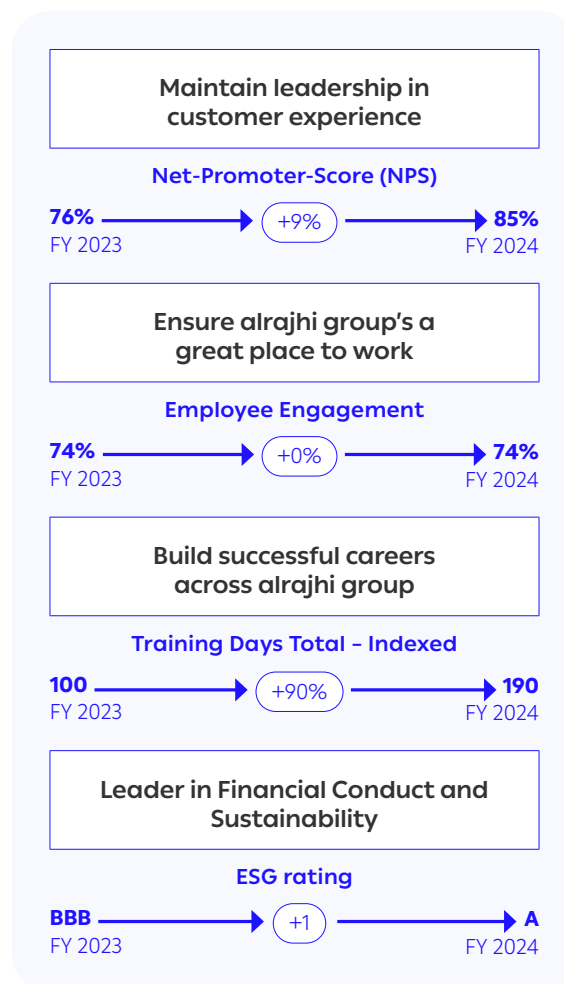 Maintain leadership in
customer experience
Net-Promoter-Score (NPS)
76% +9% 85%
FY 2023 FY 2024
Ensure alrajhi group's a
great place to work
Employee Engagement
74% +0% 74%
FY 2023 FY 2024
Build successful careers
across alrajhi group
Training Days Total – Indexed
100 +90% 190
FY 2023 FY 2024
Leader in Financial Conduct and
Sustainability
ESG rating
BBB +1 A
FY 2023 FY 2024